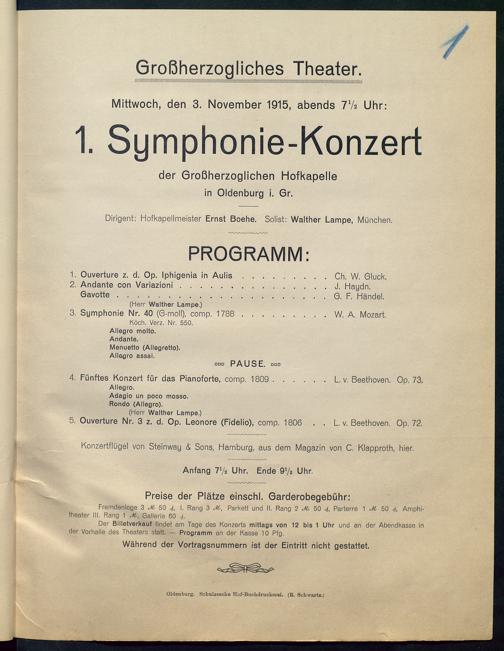 1
Großherzogliches Theater.
Mittwoch, den 3. November 1915, abends 7½ Uhr:
1. Symphonie-Konzert
der Großherzoglichen Hofkapelle
in Oldenburg i. Gr.
Dirigent: Hofkapellmeister Ernst Boehe. Solist: Walther Lampe, München.
PROGRAMM:
1. Ouverture z. d. Op. Iphigenia in Aulis . . . . . . . . . Ch. W. Gluck.
2. Andante con Variazioni . . . . . . . . . . . . . . . J. Haydn.
Gavotte . . . . . . . . . . . . . . . . . . . . . G. F. Händel.
(Herr Walther Lampe.)
3. Symphonie Nr. 40 (G-moll), comp. 1788 . . . . . . . . . W. A. Mozart.
Köch. Verz. Nr. 550.
Allegro molto.
Andante.
Menuetto (Allegretto).
Allegro assai.
PAUSE.
4. Fünftes Konzert für das Pianoforte, comp. 1809 . . . . . . L. v. Beethoven. Op. 73.
Allegro.
Adagio un poco mosso.
Rondo (Allegro).
(Herr Walther Lampe.)
5. Ouverture Nr. 3 z. d. Op. Leonore (Fidelio), comp. 1806 . . L. v. Beethoven. Op. 72.
Konzertflügel von Steinway & Sons, Hamburg, aus dem Magazin von C. Klapproth, hier.
Anfang 7½ Uhr. Ende 9½ Uhr.
Preise der Plätze einschl. Garderobegebühr:
Fremdenloge 3 ℳ 50 ₰, I. Rang 3 ℳ, Parkett und II. Rang 2 ℳ 50 ₰, Parterre 1 ℳ 50 ₰, Amphi-
theater III. Rang 1 ℳ, Gallerie 60 ₰.
Der Billetverkauf findet am Tage des Konzerts mittags von 12 bis 1 Uhr und an der Abendkasse in
der Vorhalle des Theaters statt. — Programm an der Kasse 10 Pfg.
Während der Vortragsnummern ist der Eintritt nicht gestattet.
Oldenburg. Schulzesche Hof-Buchdruckerei. (R. Schwartz.)